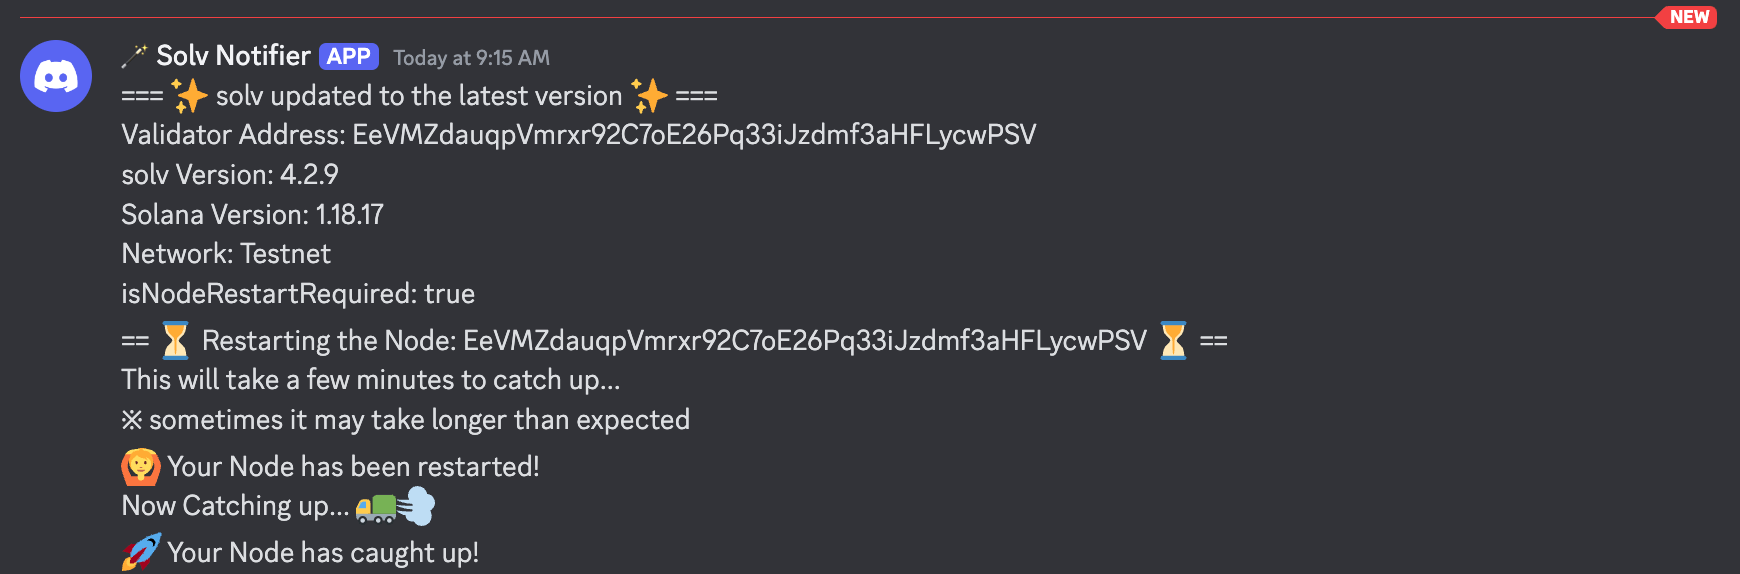 NEW
Solv Notifier APP Today at 9:15 AM
=== ✨ solv updated to the latest version ✨ ===
Validator Address: EeVMZdauqpVmrxr92C7oE26Pq33iJzdmf3aHFLycwPSV
solv Version: 4.2.9
Solana Version: 1.18.17
Network: Testnet
isNodeRestartRequired: true
== ⏳ Restarting the Node: EeVMZdauqpVmrxr92C7oE26Pq33iJzdmf3aHFLycwPSV ⏳ ==
This will take a few minutes to catch up...
※ sometimes it may take longer than expected
🙆 Your Node has been restarted!
Now Catching up... 🚛💨
🚀 Your Node has caught up!